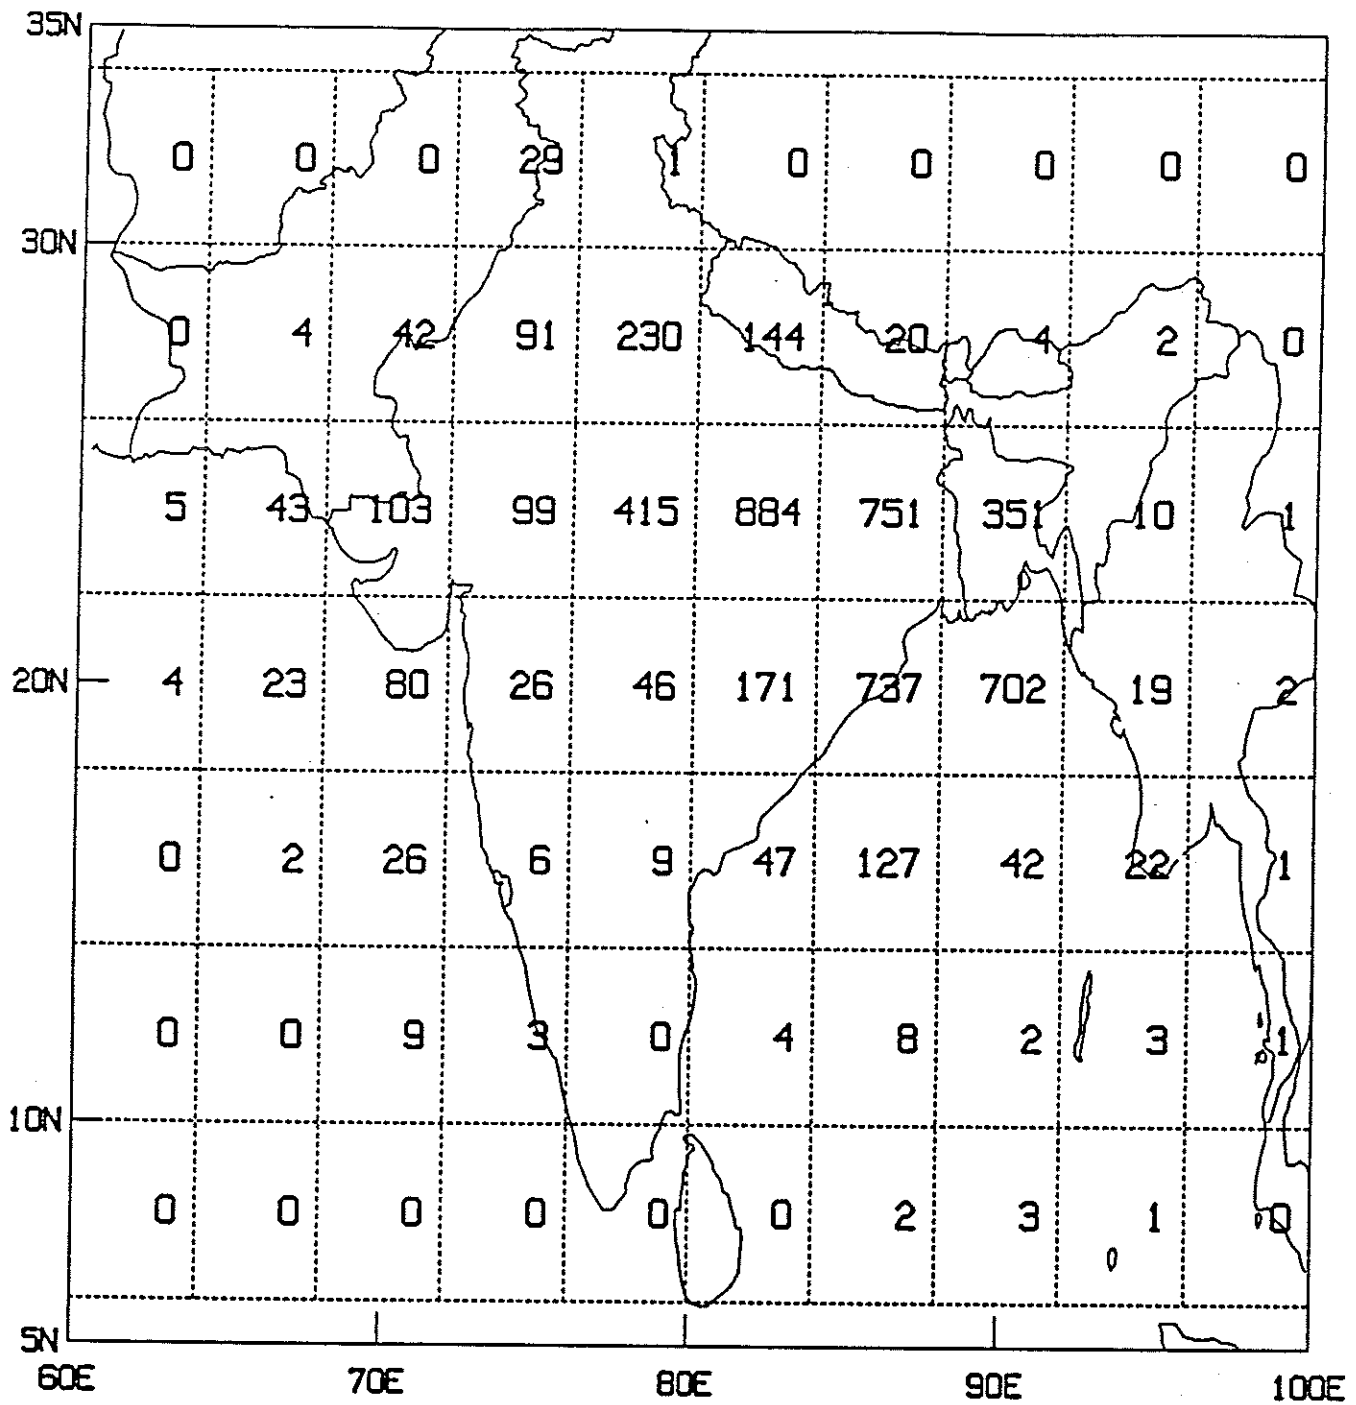 35N
0 0 0 29 1 0 0 0 0 0
30N
0 4 42 91 230 144 20 4 2 0
5 43 103 99 415 884 751 351 10 1
20N 4 23 80 26 46 171 737 702 19 2
0 2 26 6 9 47 127 42 22 1
0 0 9 3 0 4 8 2 3 1
10N
0 0 0 0 0 0 2 3 1 0
5N
60E 70E 80E 90E 100E